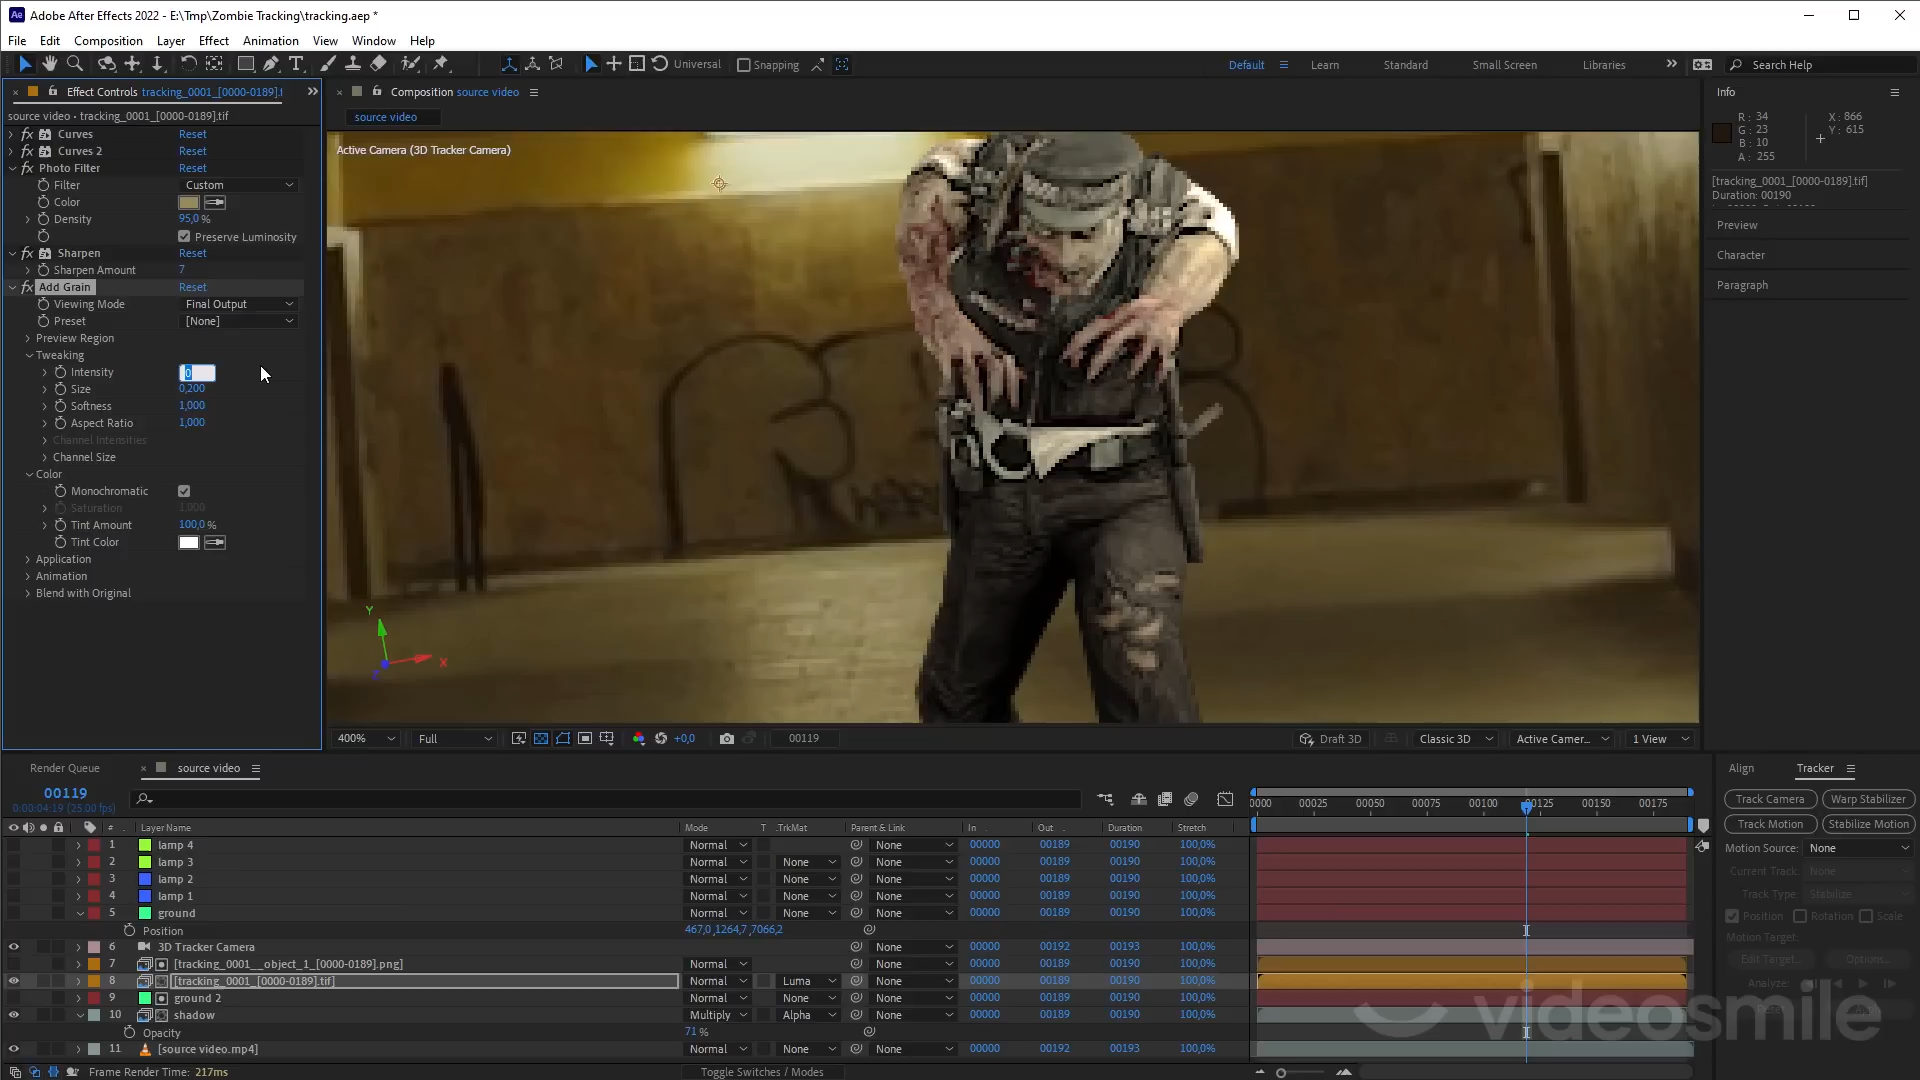 Adobe After Effects 2022 - E:\Tmp\Zombie Tracking\tracking.aep *
File Edit Composition Layer Effect Animation View Window Help
Universal Snapping Default Learn Standard Small Screen Libraries Search Help
Effect Controls tracking_0001_[0000-0189].t
source video • tracking_0001_[0000-0189].tif
fx Curves Reset
fx Curves 2 Reset
fx Photo Filter Reset
Filter Custom
Color
Density 95,0 %
Preserve Luminosity
fx Sharpen Reset
Sharpen Amount 7
fx Add Grain Reset
Viewing Mode Final Output
Preset [None]
Preview Region
Tweaking
Intensity 0
Size 0,200
Softness 1,000
Aspect Ratio 1,000
Channel Intensities
Channel Size
Color
Monochromatic
Saturation 1,000
Tint Amount 100,0 %
Tint Color
Application
Animation
Blend with Original
Composition source video
source video
Active Camera (3D Tracker Camera)
Y
X
Z
400% Full +0,0 00119 Draft 3D Classic 3D Active Camer... 1 View
Info
R : 34 X : 866
G : 23 Y : 615
B : 10
A : 255
[tracking_0001_[0000-0189].tif]
Duration: 00190
Preview
Character
Paragraph
Render Queue source video
00119
0:00:04:19 (25.00 fps)
0000 00025 00050 00075 00100 00125 00150 00175
# Layer Name Mode T .TrkMat Parent & Link In Out Duration Stretch
1 lamp 4 Normal None 00000 00189 00190 100,0%
2 lamp 3 Normal None None 00000 00189 00190 100,0%
3 lamp 2 Normal None None 00000 00189 00190 100,0%
4 lamp 1 Normal None None 00000 00189 00190 100,0%
5 ground Normal None None 00000 00189 00190 100,0%
Position 467,0 ,1264,7 ,7066,2
6 3D Tracker Camera None 00000 00192 00193 100,0%
7 [tracking_0001__object_1_[0000-0189].png] Normal None 00000 00189 00190 100,0%
8 [tracking_0001_[0000-0189].tif] Normal Luma None 00000 00189 00190 100,0%
9 ground 2 Normal None None 00000 00189 00190 100,0%
10 shadow Multiply Alpha None 00000 00189 00190 100,0%
Opacity 71 %
11 [source video.mp4] Normal None None 00000 00192 00193 100,0%
Frame Render Time: 217ms Toggle Switches / Modes
Align Tracker
Track Camera Warp Stabilizer
Track Motion Stabilize Motion
Motion Source: None
Current Track: None
Track Type: Stabilize
Position Rotation Scale
Motion Target:
Edit Target... Options...
Analyze:
Reset
videosmile